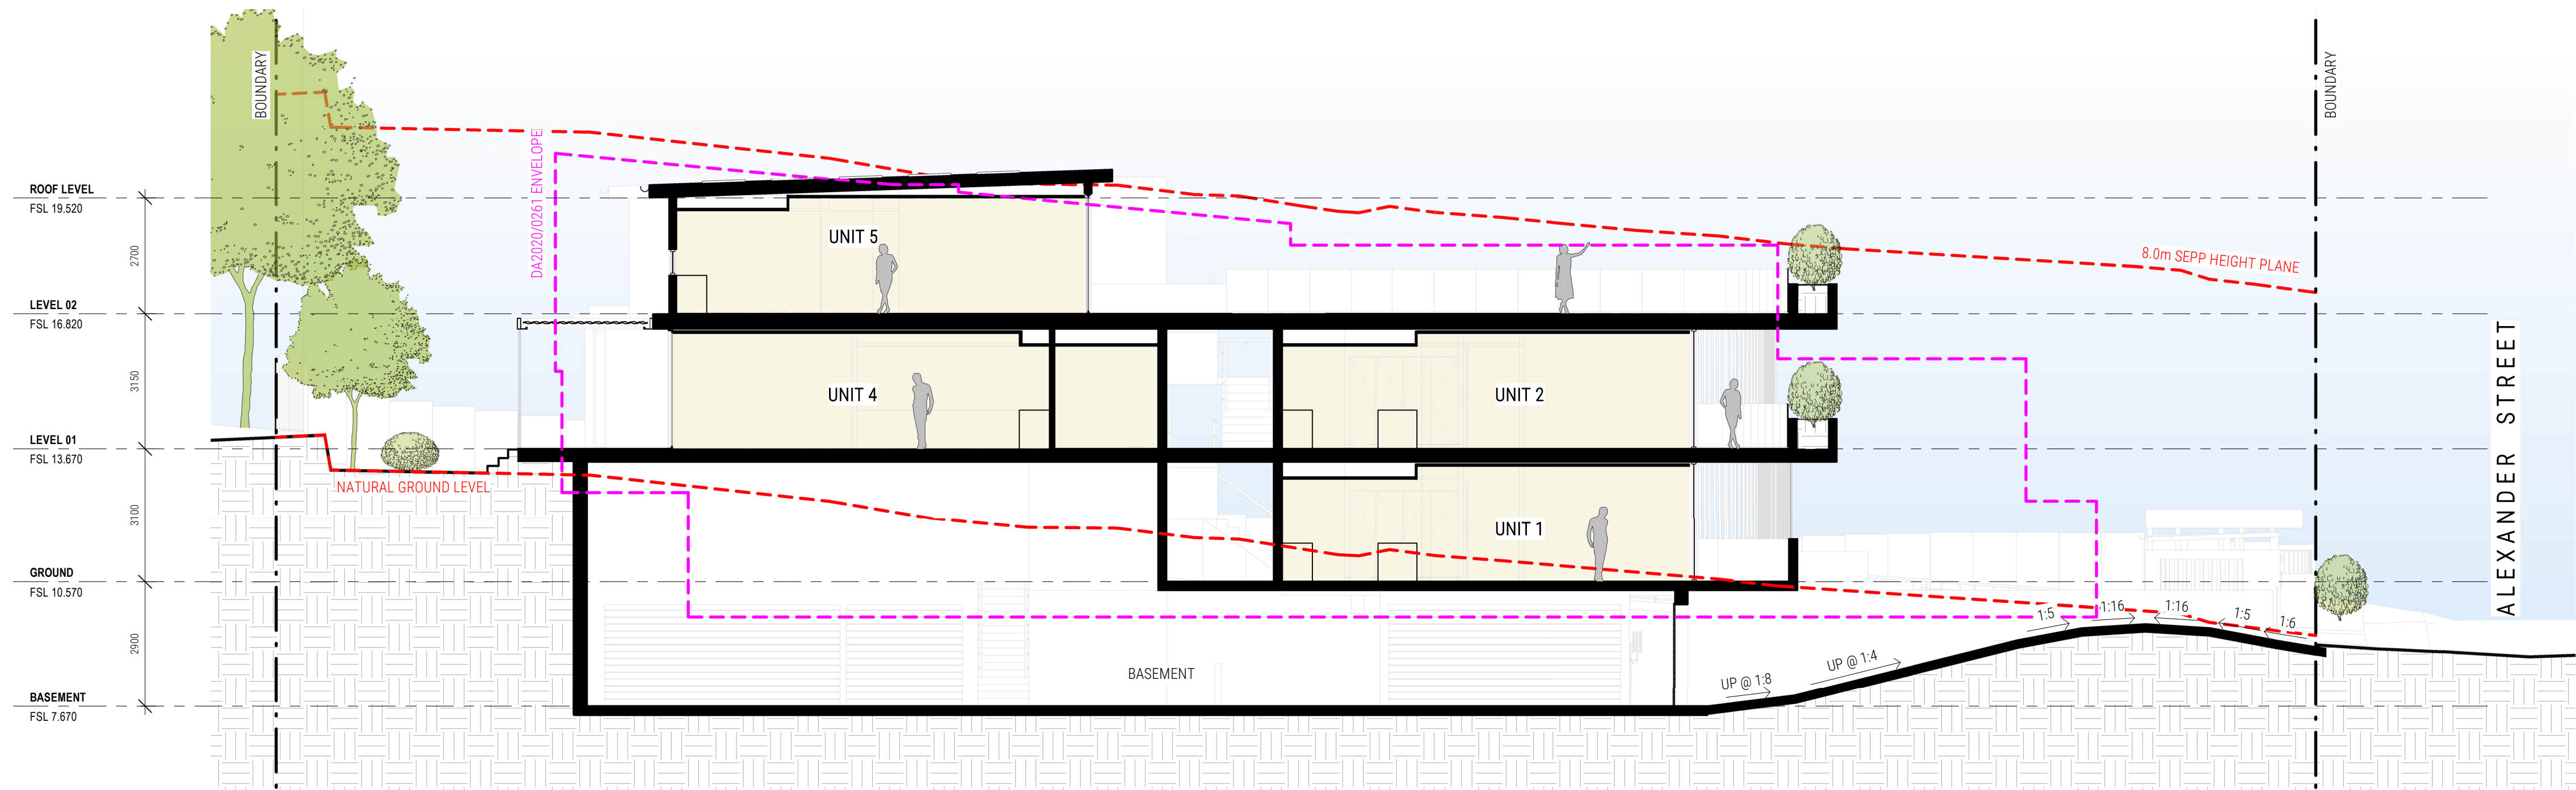 BOUNDARY
BOUNDARY
DA2020/0261 ENVELOPE
ROOF LEVEL
FSL 19.520
2700
UNIT 5
8.0m SEPP HEIGHT PLANE
LEVEL 02
FSL 16.820
3150
UNIT 4
UNIT 2
ALEXANDER STREET
LEVEL 01
FSL 13.670
NATURAL GROUND LEVEL
3100
UNIT 1
GROUND
FSL 10.570
2900
1:5
1:16
1:16
1:5
1:6
BASEMENT
UP @ 1:8
UP @ 1:4
BASEMENT
FSL 7.670